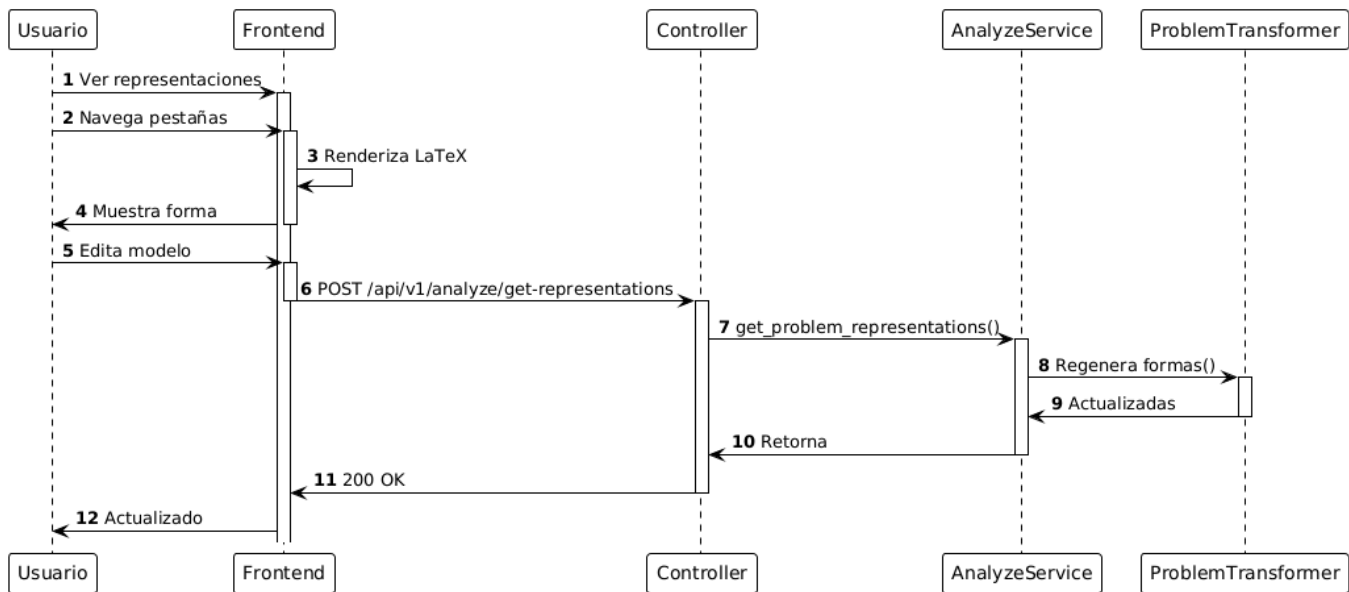 Usuario Frontend Controller AnalyzeService ProblemTransformer
1 Ver representaciones
2 Navega pestañas
3 Renderiza LaTeX
4 Muestra forma
5 Edita modelo
6 POST /api/v1/analyze/get-representations
7 get_problem_representations()
8 Regenera formas()
9 Actualizadas
10 Retorna
11 200 OK
12 Actualizado
Usuario Frontend Controller AnalyzeService ProblemTransformer